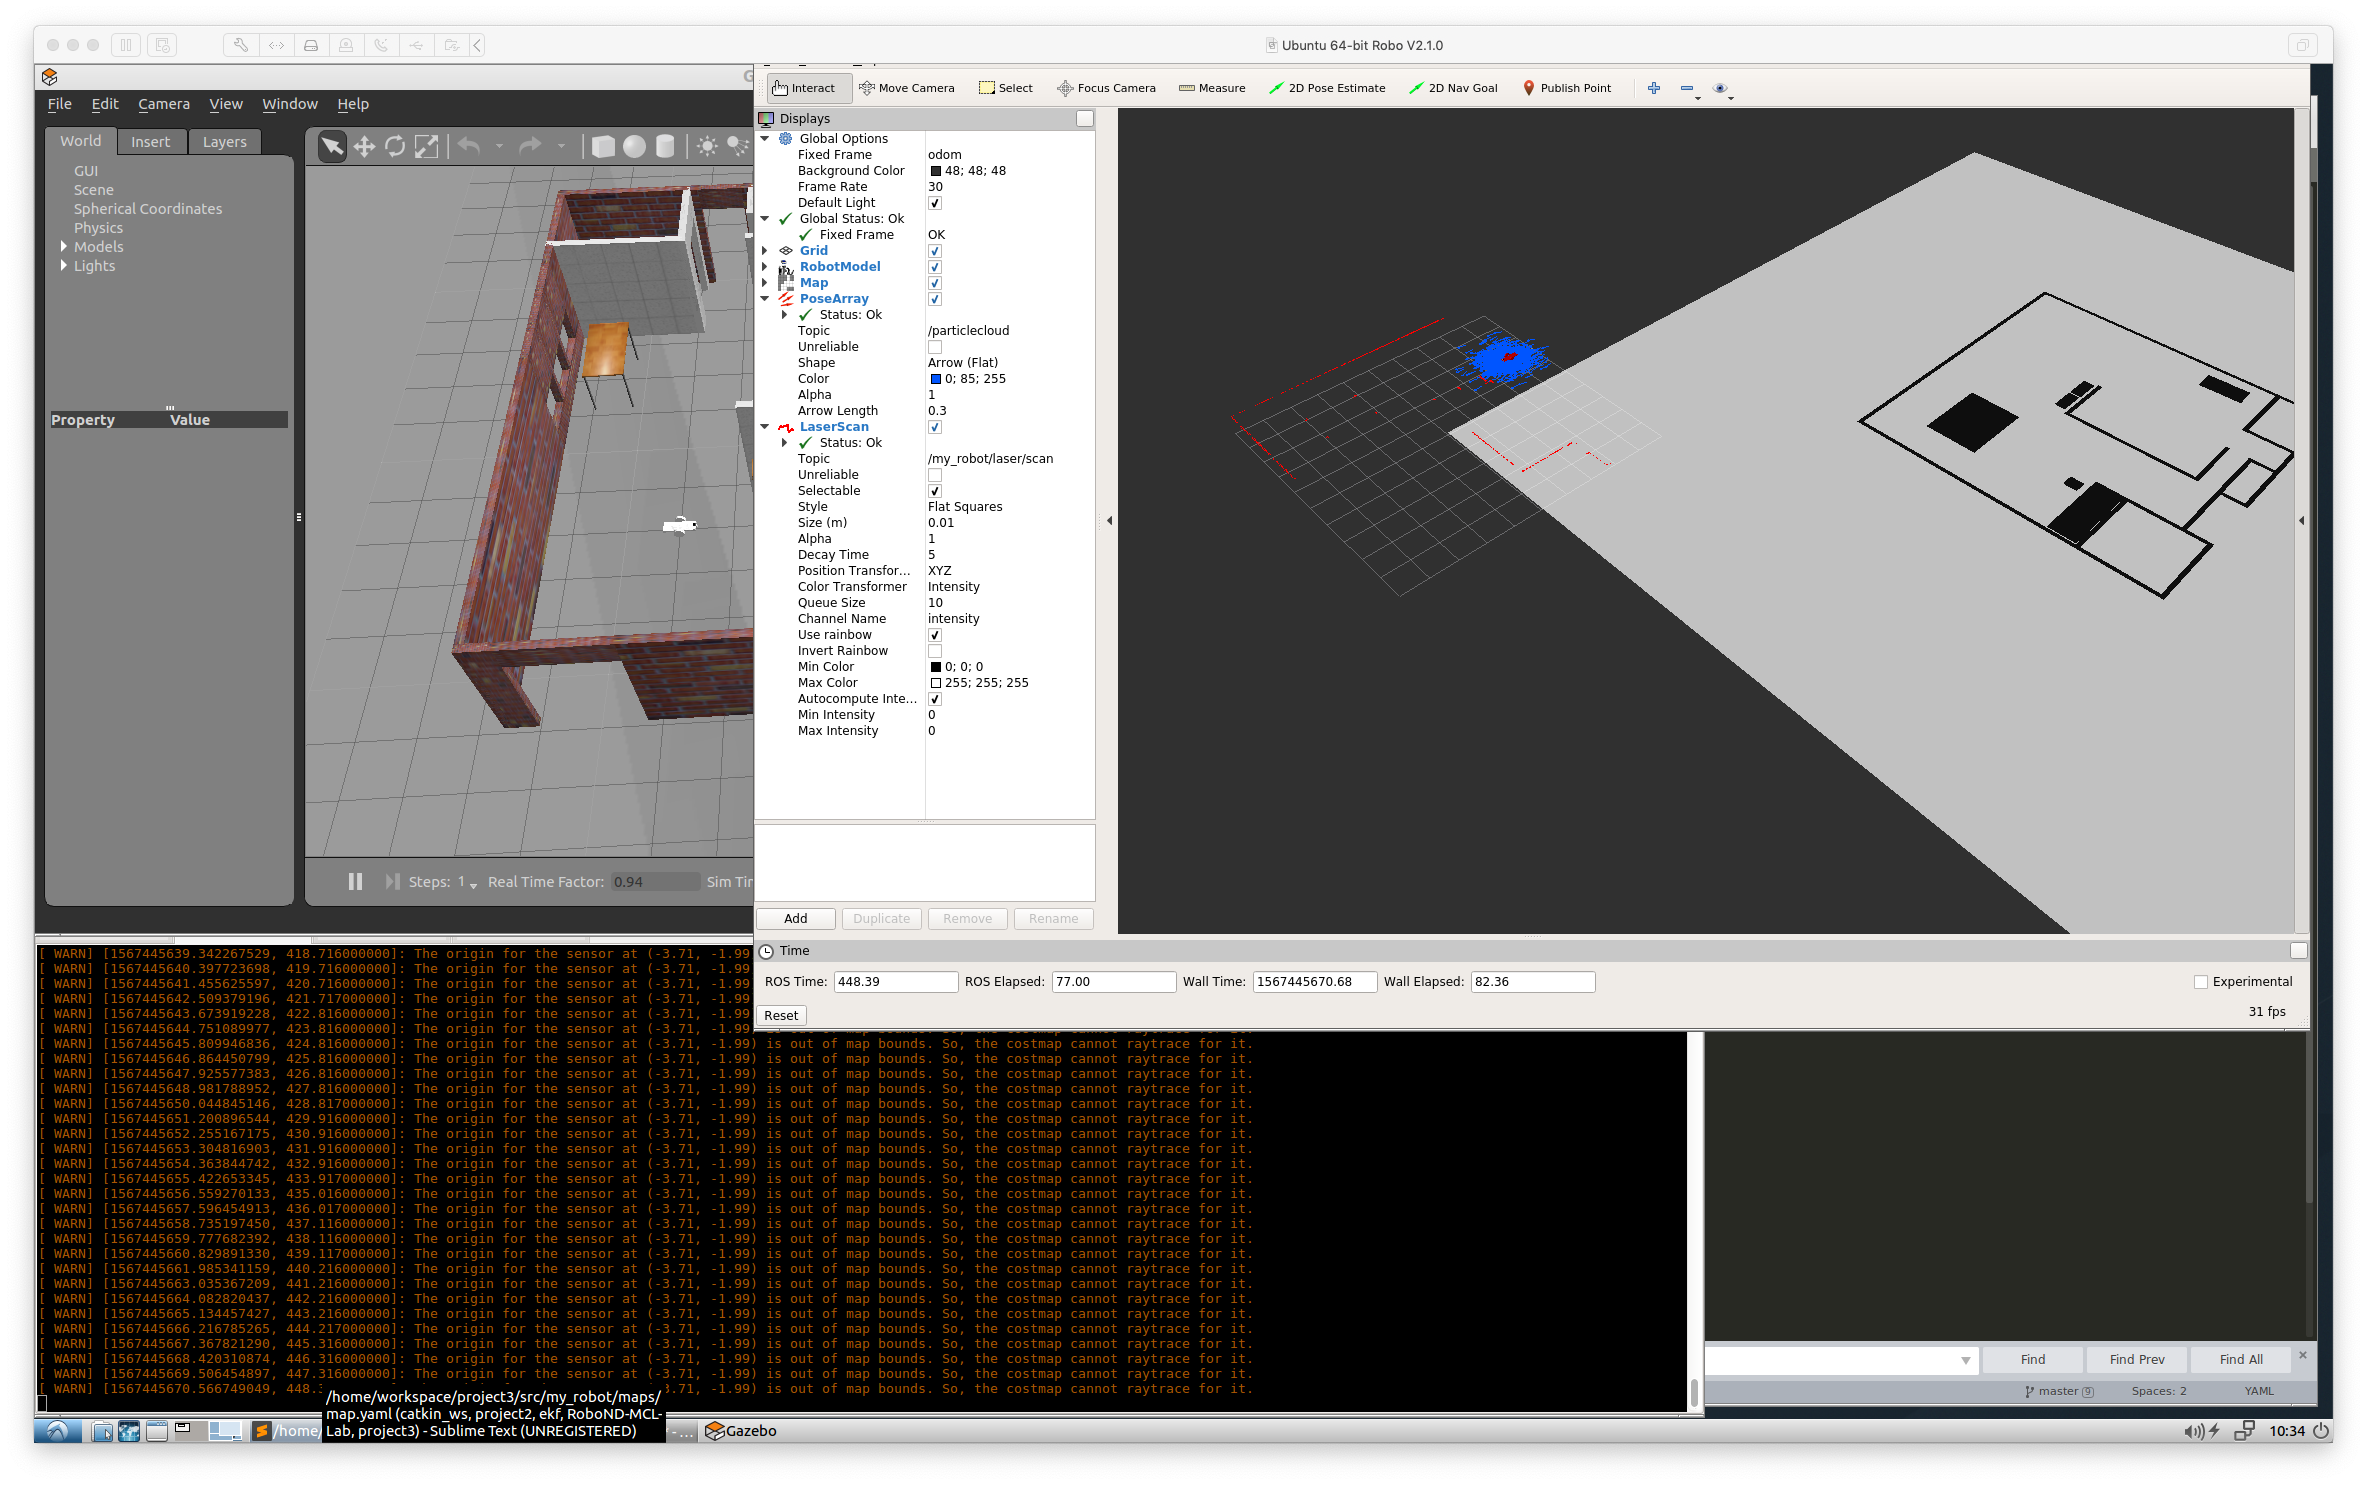 Ubuntu 64-bit Robo V2.1.0
File Edit Camera View Window Help
World Insert Layers
GUI
Scene
Spherical Coordinates
Physics
Models
Lights
Property Value
Steps: 1 Real Time Factor: 0.94 Sim Tir
Interact Move Camera Select Focus Camera Measure 2D Pose Estimate 2D Nav Goal Publish Point
Displays
Global Options
Fixed Frame odom
Background Color 48; 48; 48
Frame Rate 30
Default Light
Global Status: Ok
Fixed Frame OK
Grid
RobotModel
Map
PoseArray
Status: Ok
Topic /particlecloud
Unreliable
Shape Arrow (Flat)
Color 0; 85; 255
Alpha 1
Arrow Length 0.3
LaserScan
Status: Ok
Topic /my_robot/laser/scan
Unreliable
Selectable
Style Flat Squares
Size (m) 0.01
Alpha 1
Decay Time 5
Position Transfor... XYZ
Color Transformer Intensity
Queue Size 10
Channel Name intensity
Use rainbow
Invert Rainbow
Min Color 0; 0; 0
Max Color 255; 255; 255
Autocompute Inte...
Min Intensity 0
Max Intensity 0
Add Duplicate Remove Rename
Time
ROS Time: 448.39 ROS Elapsed: 77.00 Wall Time: 1567445670.68 Wall Elapsed: 82.36 Experimental
Reset 31 fps
[ WARN] [1567445639.342267529, 418.716000000]: The origin for the sensor at (-3.71, -1.99
[ WARN] [1567445640.397723698, 419.716000000]: The origin for the sensor at (-3.71, -1.99
[ WARN] [1567445641.455625597, 420.716000000]: The origin for the sensor at (-3.71, -1.99
[ WARN] [1567445642.509379196, 421.717000000]: The origin for the sensor at (-3.71, -1.99
[ WARN] [1567445643.673919228, 422.816000000]: The origin for the sensor at (-3.71, -1.99
[ WARN] [1567445644.751089977, 423.816000000]: The origin for the sensor at (-3.71, -1.99) is out of map bounds. So, the costmap cannot raytrace for it.
[ WARN] [1567445645.809946836, 424.816000000]: The origin for the sensor at (-3.71, -1.99) is out of map bounds. So, the costmap cannot raytrace for it.
[ WARN] [1567445646.864450799, 425.816000000]: The origin for the sensor at (-3.71, -1.99) is out of map bounds. So, the costmap cannot raytrace for it.
[ WARN] [1567445647.925577383, 426.816000000]: The origin for the sensor at (-3.71, -1.99) is out of map bounds. So, the costmap cannot raytrace for it.
[ WARN] [1567445648.981788952, 427.816000000]: The origin for the sensor at (-3.71, -1.99) is out of map bounds. So, the costmap cannot raytrace for it.
[ WARN] [1567445650.044845146, 428.817000000]: The origin for the sensor at (-3.71, -1.99) is out of map bounds. So, the costmap cannot raytrace for it.
[ WARN] [1567445651.200896544, 429.916000000]: The origin for the sensor at (-3.71, -1.99) is out of map bounds. So, the costmap cannot raytrace for it.
[ WARN] [1567445652.255167175, 430.916000000]: The origin for the sensor at (-3.71, -1.99) is out of map bounds. So, the costmap cannot raytrace for it.
[ WARN] [1567445653.304816903, 431.916000000]: The origin for the sensor at (-3.71, -1.99) is out of map bounds. So, the costmap cannot raytrace for it.
[ WARN] [1567445654.363844742, 432.916000000]: The origin for the sensor at (-3.71, -1.99) is out of map bounds. So, the costmap cannot raytrace for it.
[ WARN] [1567445655.422653345, 433.917000000]: The origin for the sensor at (-3.71, -1.99) is out of map bounds. So, the costmap cannot raytrace for it.
[ WARN] [1567445656.559270133, 435.016000000]: The origin for the sensor at (-3.71, -1.99) is out of map bounds. So, the costmap cannot raytrace for it.
[ WARN] [1567445657.596454913, 436.017000000]: The origin for the sensor at (-3.71, -1.99) is out of map bounds. So, the costmap cannot raytrace for it.
[ WARN] [1567445658.735197450, 437.116000000]: The origin for the sensor at (-3.71, -1.99) is out of map bounds. So, the costmap cannot raytrace for it.
[ WARN] [1567445659.777682392, 438.116000000]: The origin for the sensor at (-3.71, -1.99) is out of map bounds. So, the costmap cannot raytrace for it.
[ WARN] [1567445660.829891330, 439.117000000]: The origin for the sensor at (-3.71, -1.99) is out of map bounds. So, the costmap cannot raytrace for it.
[ WARN] [1567445661.985341159, 440.216000000]: The origin for the sensor at (-3.71, -1.99) is out of map bounds. So, the costmap cannot raytrace for it.
[ WARN] [1567445663.035367209, 441.216000000]: The origin for the sensor at (-3.71, -1.99) is out of map bounds. So, the costmap cannot raytrace for it.
[ WARN] [1567445664.082820437, 442.216000000]: The origin for the sensor at (-3.71, -1.99) is out of map bounds. So, the costmap cannot raytrace for it.
[ WARN] [1567445665.134457427, 443.216000000]: The origin for the sensor at (-3.71, -1.99) is out of map bounds. So, the costmap cannot raytrace for it.
[ WARN] [1567445666.216785265, 444.217000000]: The origin for the sensor at (-3.71, -1.99) is out of map bounds. So, the costmap cannot raytrace for it.
[ WARN] [1567445667.367821290, 445.316000000]: The origin for the sensor at (-3.71, -1.99) is out of map bounds. So, the costmap cannot raytrace for it.
[ WARN] [1567445668.420310874, 446.316000000]: The origin for the sensor at (-3.71, -1.99) is out of map bounds. So, the costmap cannot raytrace for it.
[ WARN] [1567445669.506454897, 447.316000000]: The origin for the sensor at (-3.71, -1.99) is out of map bounds. So, the costmap cannot raytrace for it.
[ WARN] [1567445670.566749049, 448.3 3.71, -1.99) is out of map bounds. So, the costmap cannot raytrace for it.
Find Find Prev Find All
master 9 Spaces: 2 YAML
/home/workspace/project3/src/my_robot/maps/
map.yaml (catkin_ws, project2, ekf, RoboND-MCL-
Lab, project3) - Sublime Text (UNREGISTERED)
/home/ - ... Gazebo 10:34